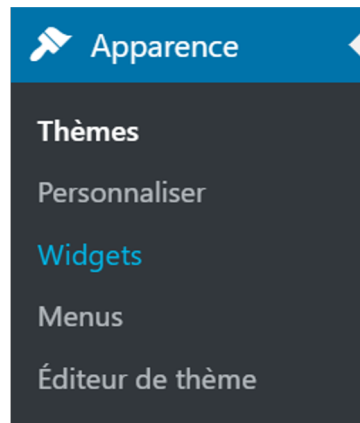 Apparence
Thèmes
Personnaliser
Widgets
Menus
Éditeur de thème